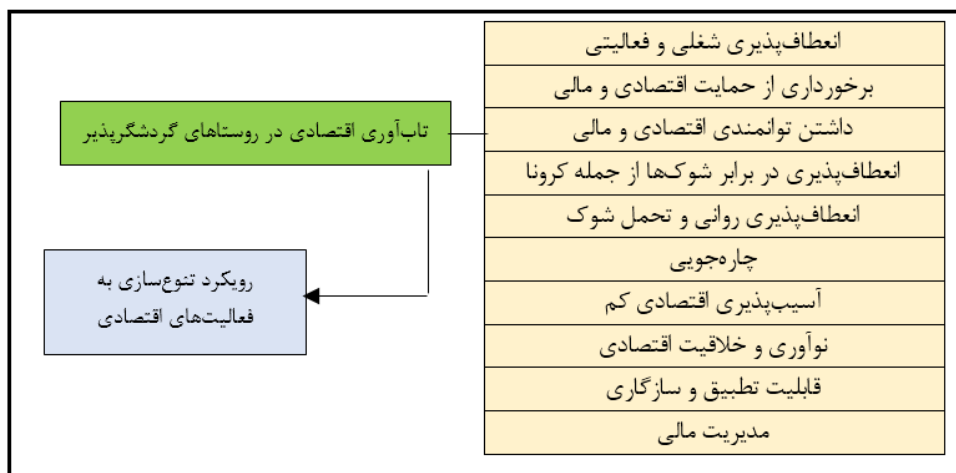 انعطاف‌پذیری شغلی و فعالیتی
برخورداری از حمایت اقتصادی و مالی
داشتن توانمندی اقتصادی و مالی
انعطاف‌پذیری در برابر شوک‌ها از جمله کرونا
انعطاف‌پذیری روانی و تحمل شوک
چاره‌جویی
آسیب‌پذیری اقتصادی کم
نوآوری و خلاقیت اقتصادی
قابلیت تطبیق و سازگاری
مدیریت مالی
تاب‌آوری اقتصادی در روستاهای گردشگرپذیر
رویکرد تنوع‌سازی به
فعالیت‌های اقتصادی